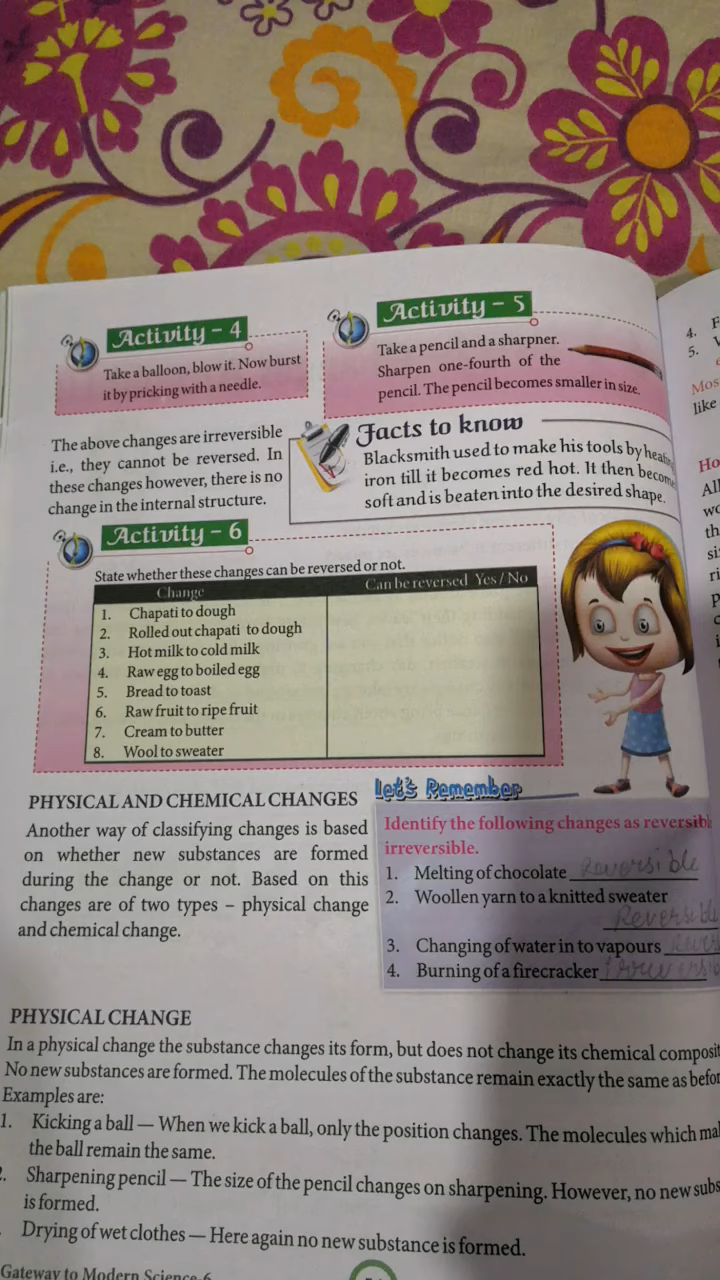 Activity - 4
Take a balloon, blow it. Now burst
it by pricking with a needle.
Activity - 5
Take a pencil and a sharpner.
Sharpen one-fourth of the
pencil. The pencil becomes smaller in size.
The above changes are irreversible
i.e., they cannot be reversed. In
these changes however, there is no
change in the internal structure.
Facts to know
Blacksmith used to make his tools by
iron till it becomes red hot. It then
soft and is beaten into the desired shape.
Activity - 6
State whether these changes can be reversed or not.
Change Can be reversed Yes / No
1. Chapati to dough
2. Rolled out chapati to dough
3. Hot milk to cold milk
4. Raw egg to boiled egg
5. Bread to toast
6. Raw fruit to ripe fruit
7. Cream to butter
8. Wool to sweater
PHYSICAL AND CHEMICAL CHANGES
Another way of classifying changes is based
on whether new substances are formed
during the change or not. Based on this
changes are of two types – physical change
and chemical change.
Let's Remember
Identify the following changes as
irreversible.
1. Melting of chocolate Reversible
2. Woollen yarn to a knitted sweater
Reversible
3. Changing of water in to vapours
4. Burning of a firecracker
PHYSICAL CHANGE
In a physical change the substance changes its form, but does not change its chemical
No new substances are formed. The molecules of the substance remain exactly the same as
Examples are:
1. Kicking a ball — When we kick a ball, only the position changes. The molecules which
the ball remain the same.
Sharpening pencil — The size of the pencil changes on sharpening. However, no new
is formed.
Drying of wet clothes — Here again no new substance is formed.
Gateway to Modern Science-6
4.
5.
Mos
like
Ho
All